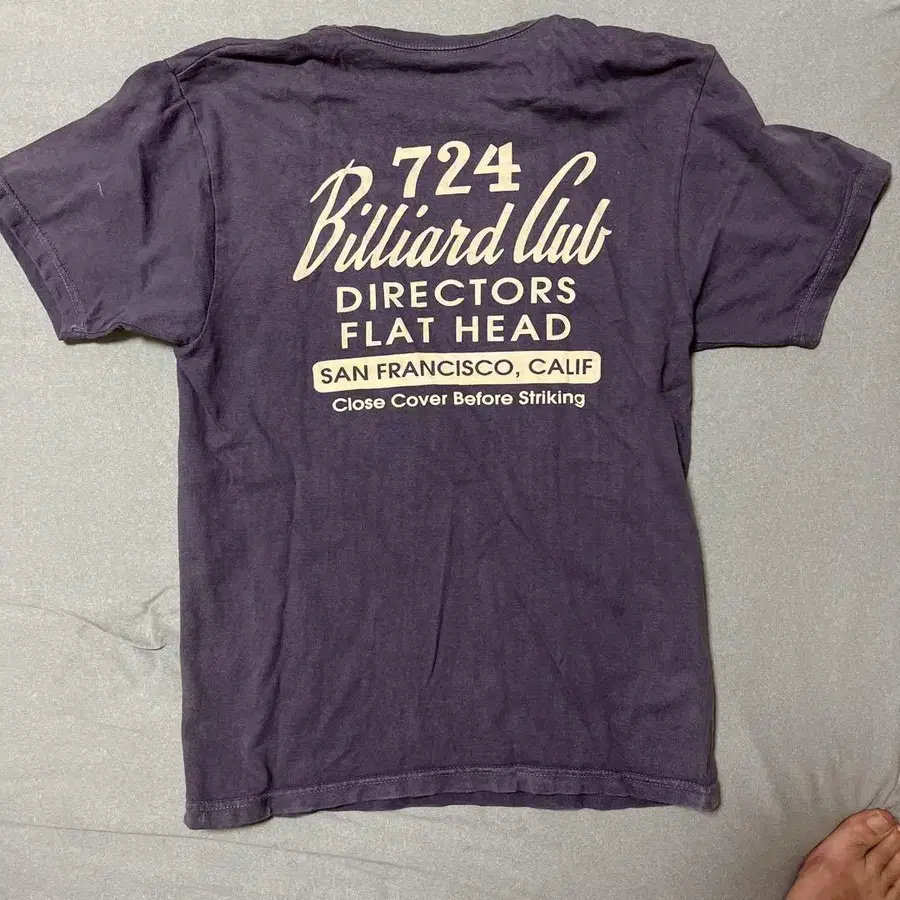 724
Billiard Club
DIRECTORS
FLAT HEAD
SAN FRANCISCO, CALIF
Close Cover Before Striking